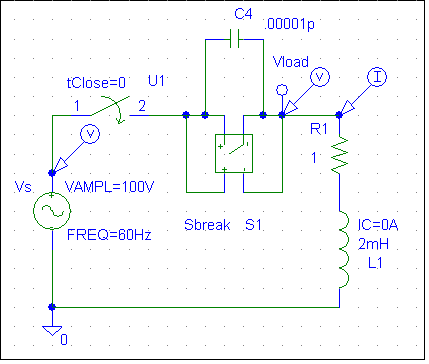 C4
.00001p
Vload
tClose=0
U1
1
2
V
V
I
R1
1
Vs
VAMPL=100V
FREQ=60Hz
Sbreak
S1
IC=0A
2mH
L1
0